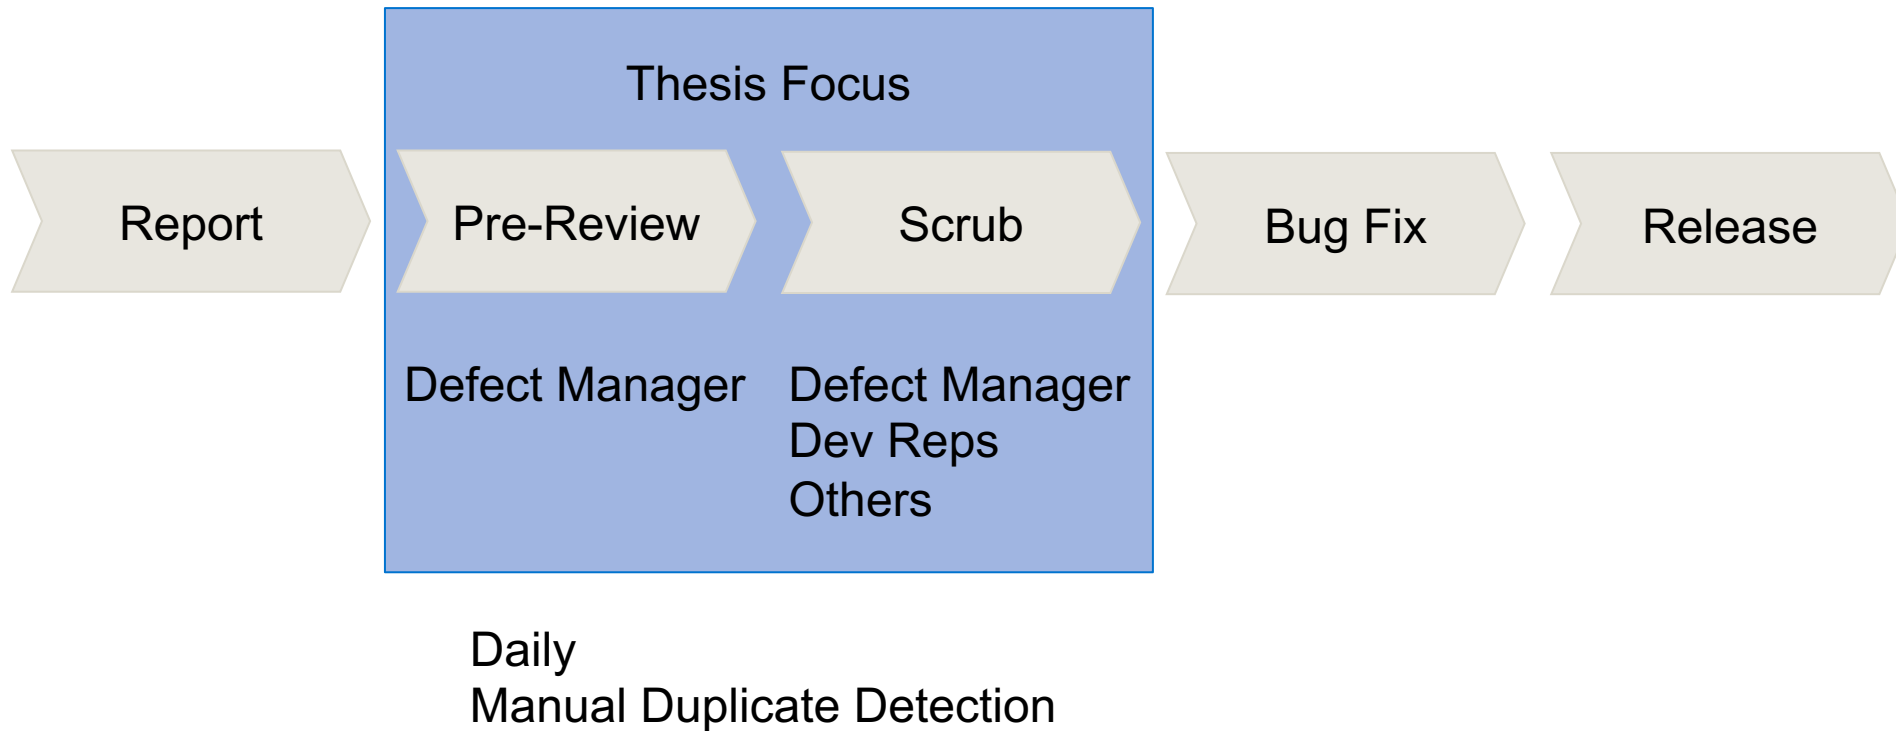 Thesis Focus
Report
Pre-Review
Scrub
Bug Fix
Release
Defect Manager
Defect Manager
Dev Reps
Others
Daily
Manual Duplicate Detection